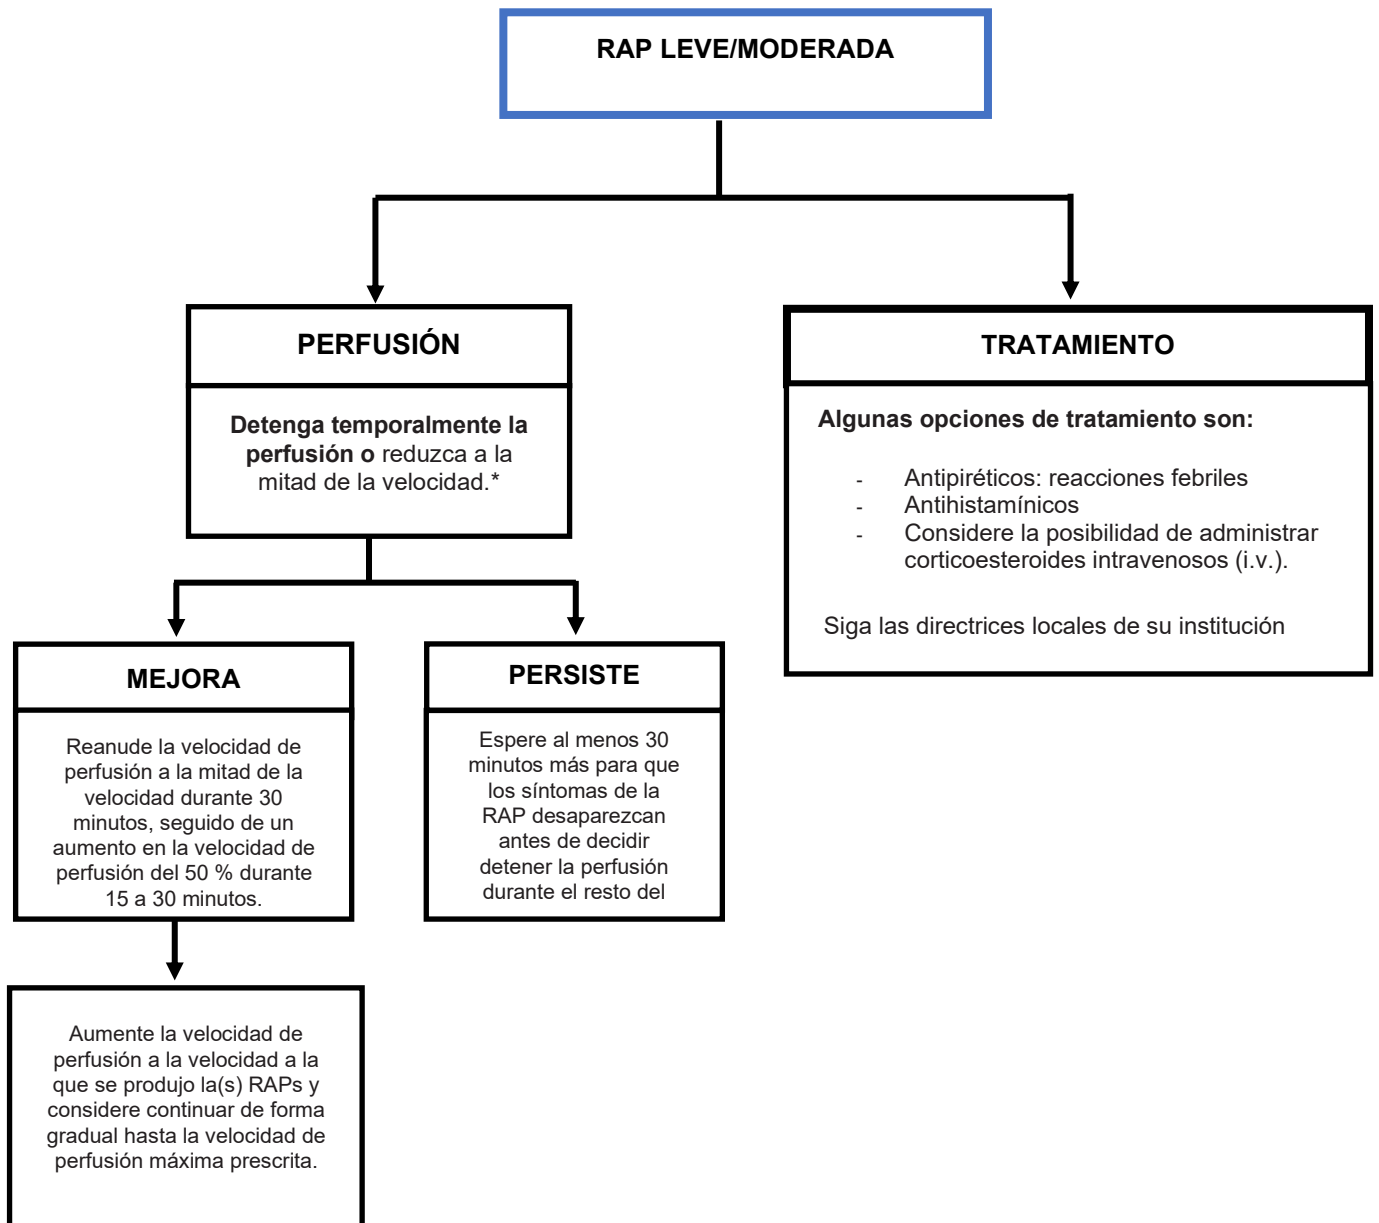 RAP LEVE/MODERADA
PERFUSIÓN
Detenga temporalmente la
perfusión o reduzca a la
mitad de la velocidad.*
TRATAMIENTO
Algunas opciones de tratamiento son:
- Antipiréticos: reacciones febriles
- Antihistamínicos
- Considere la posibilidad de administrar
corticoesteroides intravenosos (i.v.).
Siga las directrices locales de su institución
MEJORA
Reanude la velocidad de
perfusión a la mitad de la
velocidad durante 30
minutos, seguido de un
aumento en la velocidad de
perfusión del 50 % durante
15 a 30 minutos.
PERSISTE
Espere al menos 30
minutos más para que
los síntomas de la
RAP desaparezcan
antes de decidir
detener la perfusión
durante el resto del
Aumente la velocidad de
perfusión a la velocidad a la
que se produjo la(s) RAPs y
considere continuar de forma
gradual hasta la velocidad de
perfusión máxima prescrita.